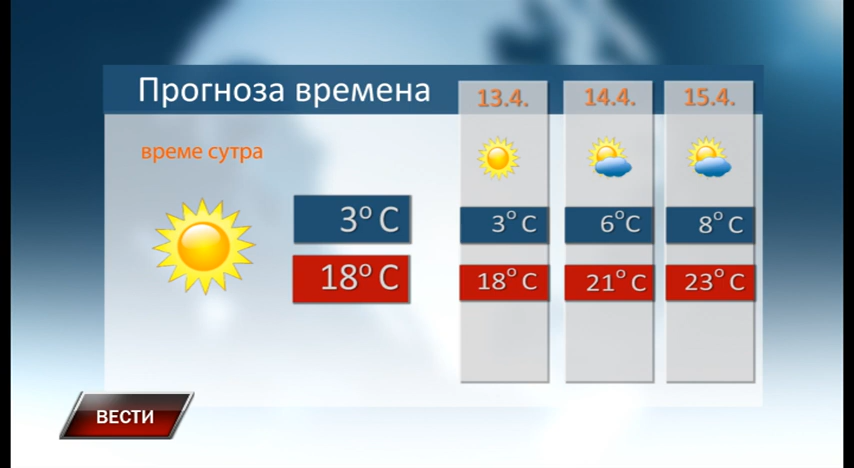 Прогноза времена
време сутра
3° C
18° C
13.4.
14.4.
15.4.
3° C
6°C
8° C
18° C
21° C
23° C
ВЕСТИ